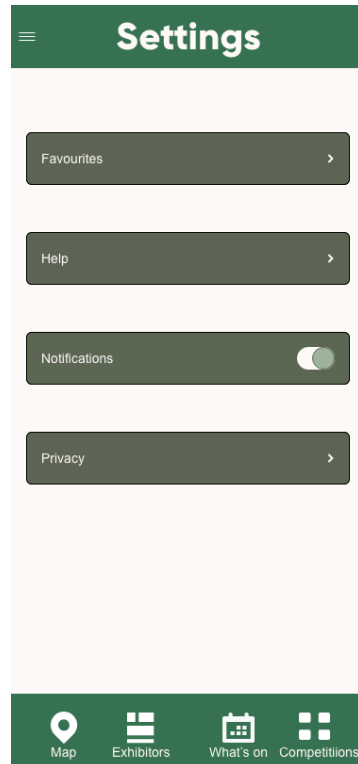 Settings
Favourites
Help
Notifications
Privacy
Map Exhibitors What's on Competitiions